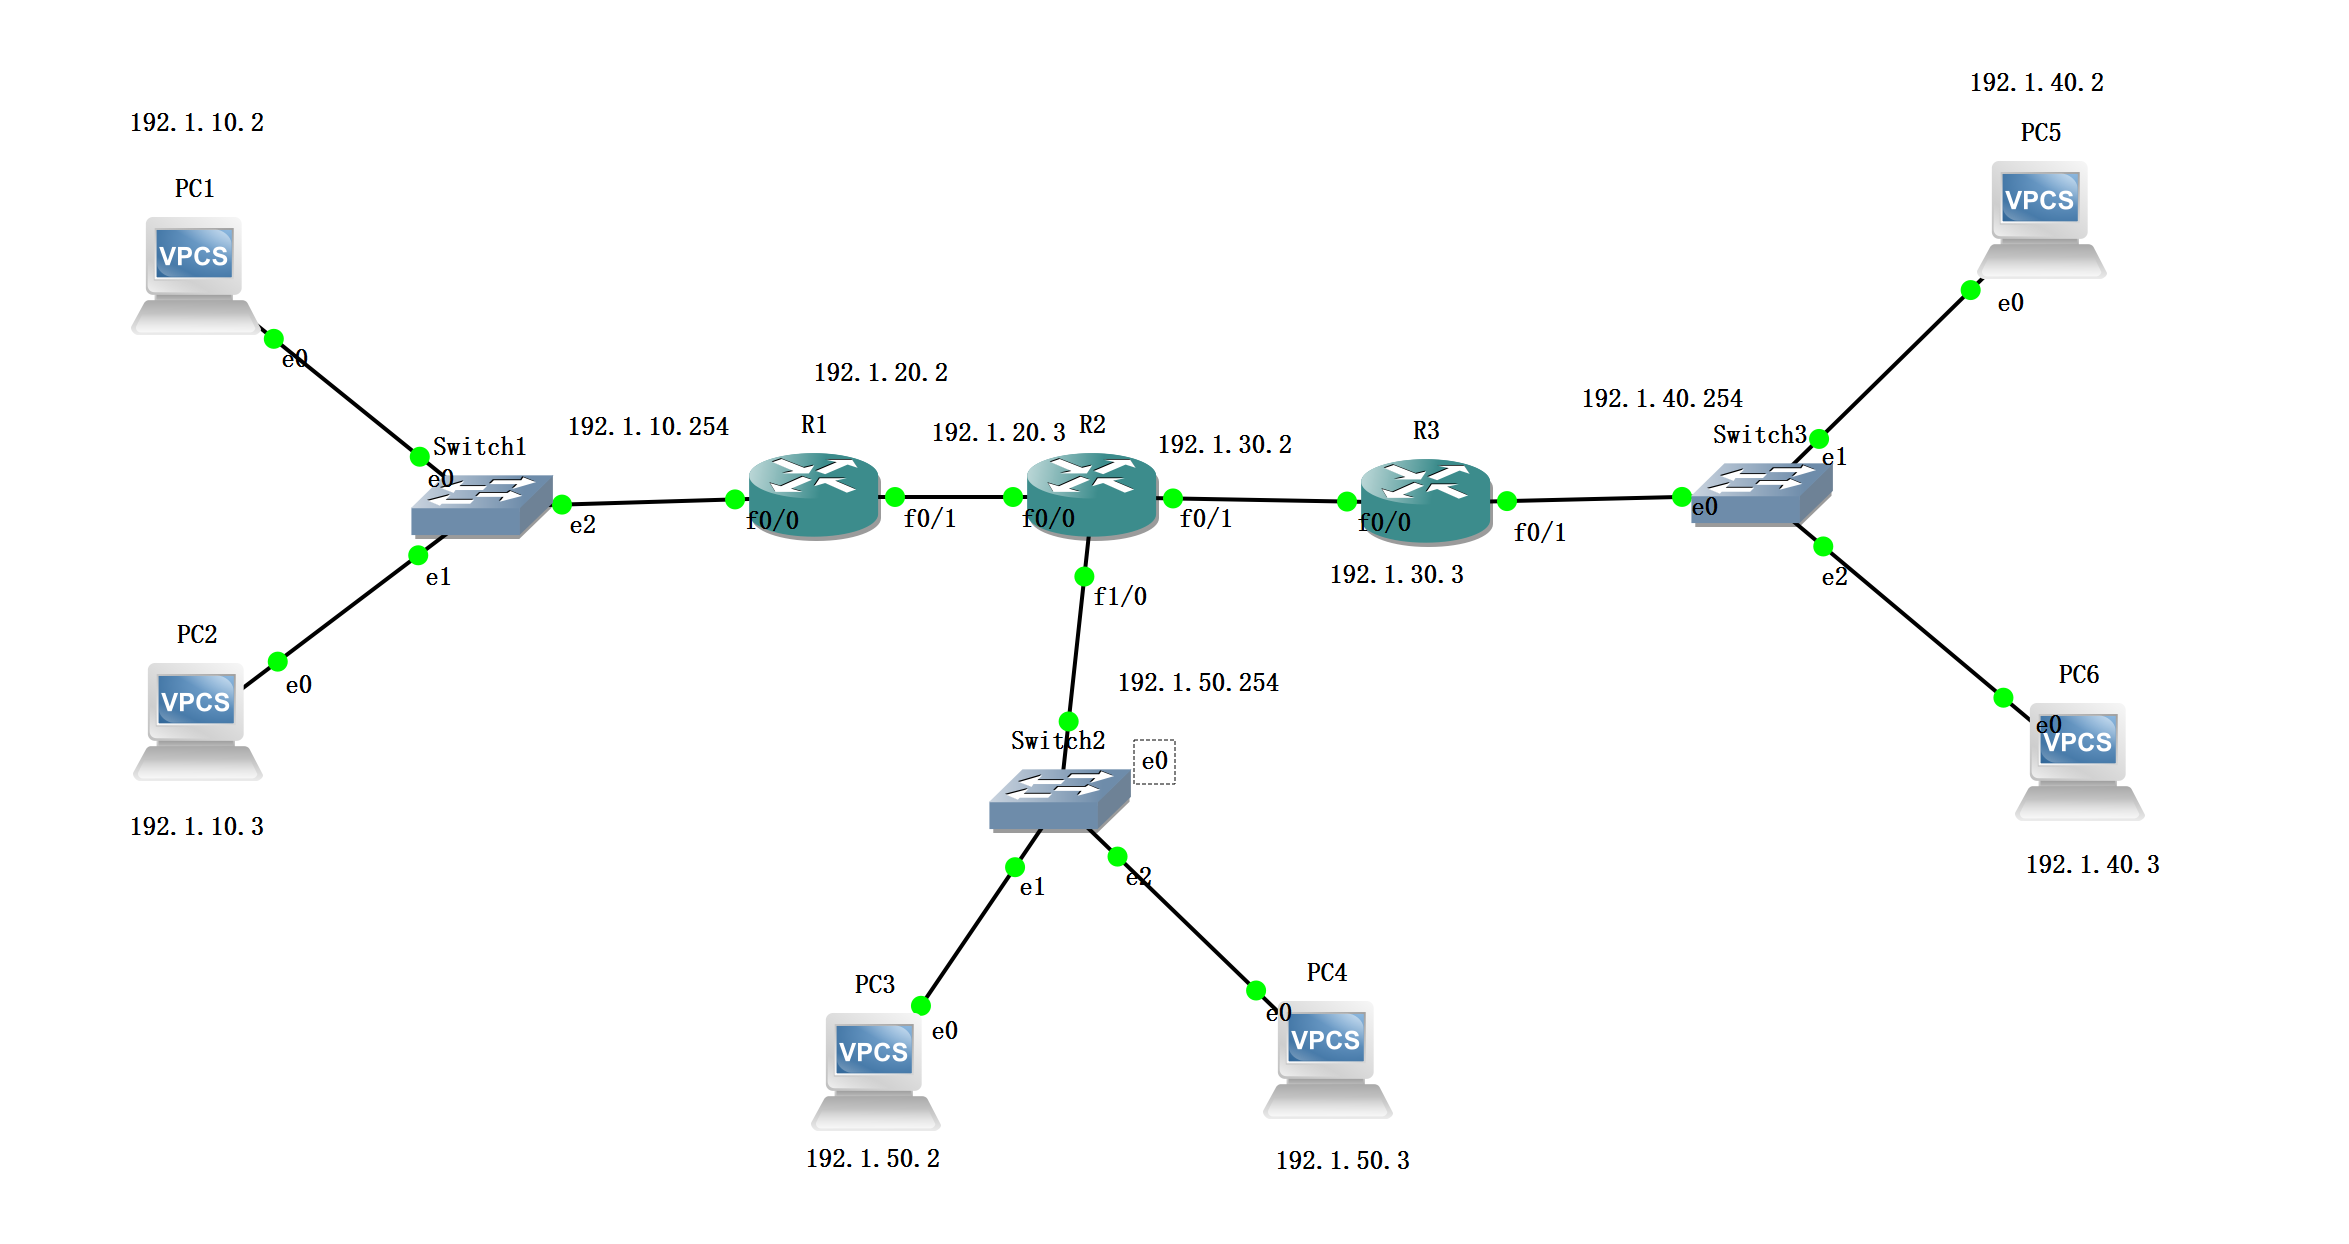 192.1.40.2
PC5
VPCS
e0
192.1.10.2
PC1
VPCS
e0
192.1.20.2
192.1.40.254
192.1.10.254
R1
192.1.20.3
R2
192.1.30.2
R3
Switch3
e1
Switch1
e0
e2
f0/0
f0/1
f0/0
f0/1
f0/0
f0/1
e0
e1
192.1.30.3
e2
f1/0
PC2
VPCS
e0
192.1.10.3
192.1.50.254
Switch2
e0
PC6
e0
VPCS
192.1.40.3
e1
e2
PC3
e0
VPCS
192.1.50.2
PC4
e0
VPCS
192.1.50.3